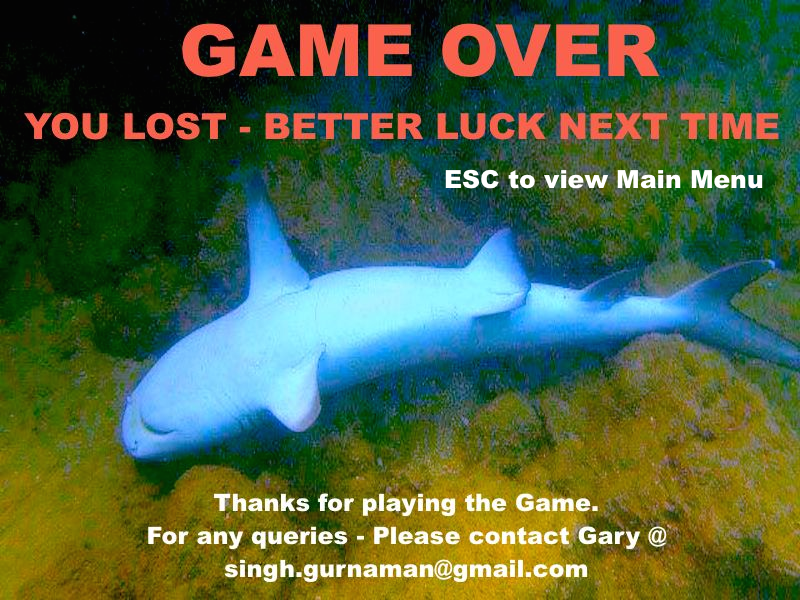 GAME OVER
YOU LOST - BETTER LUCK NEXT TIME
ESC to view Main Menu
Thanks for playing the Game.
For any queries - Please contact Gary @
singh.gurnaman@gmail.com